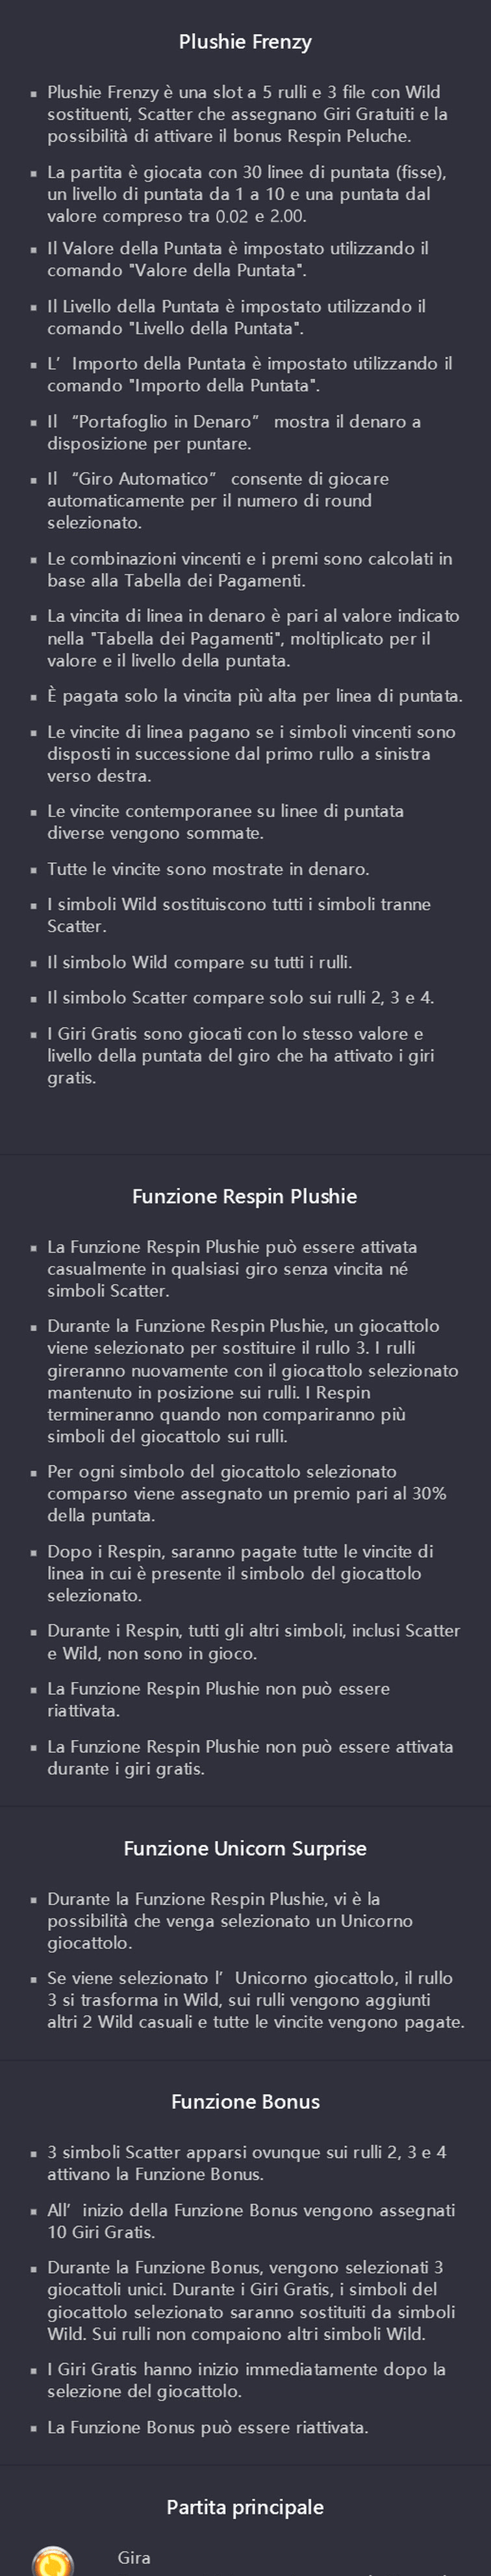 Plushie Frenzy
Plushie Frenzy è una slot a 5 rulli e 3 file con Wild
sostituenti, Scatter che assegnano Giri Gratuiti e la
possibilità di attivare il bonus Respin Peluche.
La partita è giocata con 30 linee di puntata (fisse),
un livello di puntata da 1 a 10 e una puntata dal
valore compreso tra 0.02 e 2.00.
Il Valore della Puntata è impostato utilizzando il
comando "Valore della Puntata".
Il Livello della Puntata è impostato utilizzando il
comando "Livello della Puntata".
L’Importo della Puntata è impostato utilizzando il
comando "Importo della Puntata".
Il “Portafoglio in Denaro” mostra il denaro a
disposizione per puntare.
Il “Giro Automatico” consente di giocare
automaticamente per il numero di round
selezionato.
Le combinazioni vincenti e i premi sono calcolati in
base alla Tabella dei Pagamenti.
La vincita di linea in denaro è pari al valore indicato
nella "Tabella dei Pagamenti", moltiplicato per il
valore e il livello della puntata.
È pagata solo la vincita più alta per linea di puntata.
Le vincite di linea pagano se i simboli vincenti sono
disposti in successione dal primo rullo a sinistra
verso destra.
Le vincite contemporanee su linee di puntata
diverse vengono sommate.
Tutte le vincite sono mostrate in denaro.
I simboli Wild sostituiscono tutti i simboli tranne
Scatter.
Il simbolo Wild compare su tutti i rulli.
Il simbolo Scatter compare solo sui rulli 2, 3 e 4.
I Giri Gratis sono giocati con lo stesso valore e
livello della puntata del giro che ha attivato i giri
gratis.
Funzione Respin Plushie
La Funzione Respin Plushie può essere attivata
casualmente in qualsiasi giro senza vincita né
simboli Scatter.
Durante la Funzione Respin Plushie, un giocattolo
viene selezionato per sostituire il rullo 3. I rulli
gireranno nuovamente con il giocattolo selezionato
mantenuto in posizione sui rulli. I Respin
termineranno quando non compariranno più
simboli del giocattolo sui rulli.
Per ogni simbolo del giocattolo selezionato
comparso viene assegnato un premio pari al 30%
della puntata.
Dopo i Respin, saranno pagate tutte le vincite di
linea in cui è presente il simbolo del giocattolo
selezionato.
Durante i Respin, tutti gli altri simboli, inclusi Scatter
e Wild, non sono in gioco.
La Funzione Respin Plushie non può essere
riattivata.
La Funzione Respin Plushie non può essere attivata
durante i giri gratis.
Funzione Unicorn Surprise
Durante la Funzione Respin Plushie, vi è la
possibilità che venga selezionato un Unicorno
giocattolo.
Se viene selezionato l’Unicorno giocattolo, il rullo
3 si trasforma in Wild, sui rulli vengono aggiunti
altri 2 Wild casuali e tutte le vincite vengono pagate.
Funzione Bonus
3 simboli Scatter apparsi ovunque sui rulli 2, 3 e 4
attivano la Funzione Bonus.
All’inizio della Funzione Bonus vengono assegnati
10 Giri Gratis.
Durante la Funzione Bonus, vengono selezionati 3
giocattoli unici. Durante i Giri Gratis, i simboli del
giocattolo selezionato saranno sostituiti da simboli
Wild. Sui rulli non compaiono altri simboli Wild.
I Giri Gratis hanno inizio immediatamente dopo la
selezione del giocattolo.
La Funzione Bonus può essere riattivata.
Partita principale
Gira